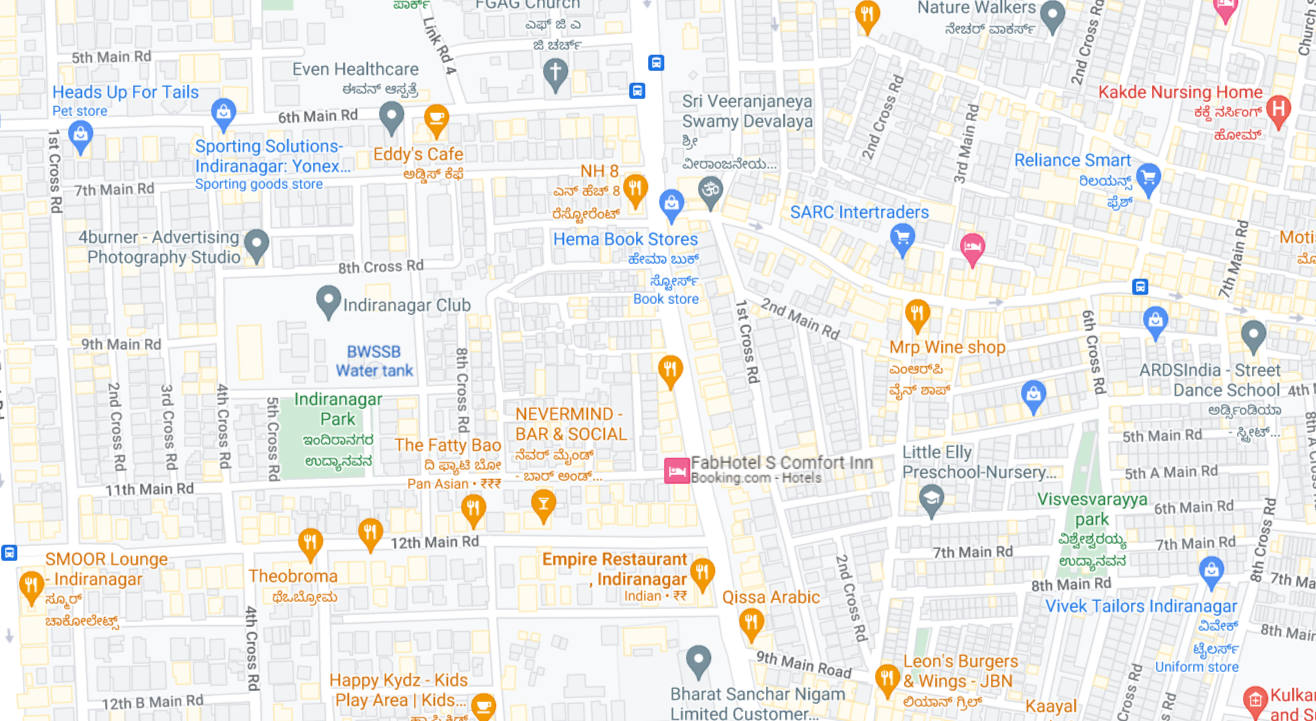 FGAG Church
ಎಫ್ ಜಿ ಎ
ಜಿ ಚರ್ಚ್
ಪಾರ್ಕ್
Link Rd 4
Nature Walkers
ನೇಚರ್ ವಾಕರ್ಸ್
2nd Cross Rd
5th Main Rd
Even Healthcare
ಈವನ್ ಆಸ್ಪತ್ರೆ
Heads Up For Tails
Pet store
6th Main Rd
Sri Veeranjaneya
Swamy Devalaya
ಶ್ರೀ
ವೀರಾಂಜನೇಯ...
Kakde Nursing Home
ಕಕ್ಡೆ ನರ್ಸಿಂಗ್
ಹೋಮ್
2nd Cross Rd
3rd Main Rd
1st Cross Rd
Sporting Solutions-
Indiranagar: Yonex...
Sporting goods store
Eddy's Cafe
ಅಡ್ಡಿಸ್ ಕೆಫೆ
7th Main Rd
NH 8
ಎನ್ ಹೆಚ್ 8
ರೆಸ್ಟೋರೆಂಟ್
Reliance Smart
ರಿಲಯನ್ಸ್
ಫ್ರೆಶ್
SARC Intertraders
4burner - Advertising
Photography Studio
Hema Book Stores
ಹೇಮಾ ಬುಕ್
ಸ್ಟೋರ್ಸ್
Book store
8th Cross Rd
7th Main Rd
Indiranagar Club
1st Cross Rd
2nd Main Rd
6th Cross Rd
9th Main Rd
BWSSB
Water tank
8th Cross Rd
Mrp Wine shop
ಎಂಆರ್‌ಪಿ
ವೈನ್ ಶಾಪ್
ARDSIndia - Street
Dance School
ಅರ್ಡ್ಸಿಂಡಿಯಾ
- ಸ್ಟ್ರೀಟ್...
4th
2nd Cross Rd
3rd Cross Rd
4th Cross Rd
5th Cross Rd
Indiranagar
Park
ಇಂದಿರಾನಗರ
ಉದ್ಯಾನವನ
NEVERMIND -
BAR & SOCIAL
ನೆವರ್ ಮೈಂಡ್
- ಬಾರ್ ಅಂಡ್...
The Fatty Bao
ದಿ ಫ್ಯಾಟಿ ಬೋ
Pan Asian • ₹₹₹
5th Main Rd
FabHotel S Comfort Inn
Booking.com - Hotels
Little Elly
Preschool-Nursery...
5th A Main Rd
11th Main Rd
Visvesvarayya
park
ವಿಶ್ವೇಶ್ವರಯ್ಯ
ಉದ್ಯಾನವನ
6th Main Rd
12th Main Rd
7th Main Rd
7th Main Rd
8th Cross Rd
SMOOR Lounge
- Indiranagar
ಸ್ಮೂರ್
ಚಾಕೋಲೇಟ್ಸ್
Theobroma
ಥೆಒಬ್ರೋಮ
Empire Restaurant
, Indiranagar
Indian • ₹₹
Qissa Arabic
2nd Cross Rd
8th Main Rd
7th Ma
Vivek Tailors Indiranagar
ವಿವೇಕ್
ಟೈಲರ್ಸ್
Uniform store
8th Main
4th Cross Rd
9th Main Road
Leon's Burgers
& Wings - JBN
ಲಿಯಾನ್ ಗ್ರಿಲ್
Happy Kydz - Kids
Play Area | Kids...
12th B Main Rd
Bharat Sanchar Nigam
Limited Customer...
Kaayal
Cross Rd
Kulkar
and Su